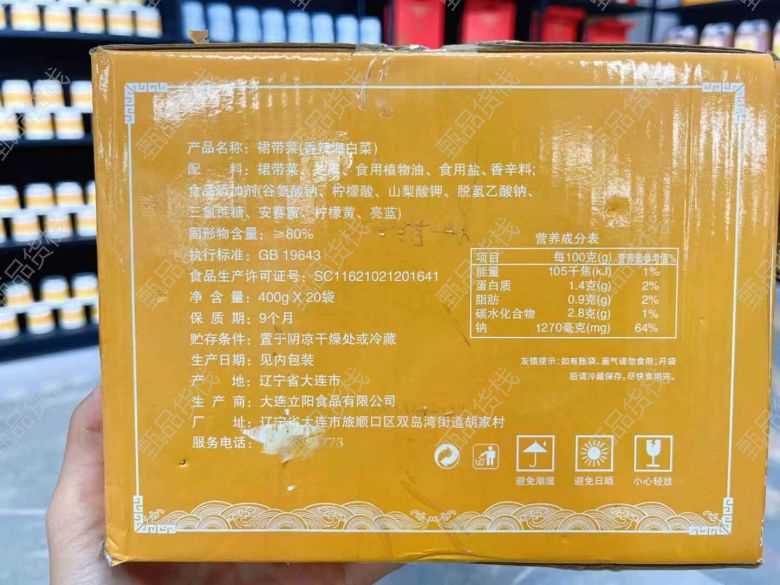 产品名称：裙带菜(香辣海白菜)
配　　料：裙带菜、　、食用植物油、食用盐、香辛料;
食品添加剂(谷氨酸钠、柠檬酸、山梨酸钾、脱氢乙酸钠、
三氯蔗糖、安赛蜜、柠檬黄、亮蓝)
固形物含量：≥80%
执行标准：GB 19643
食品生产许可证号：SC11621021201641
净 含 量：400gX20袋
保 质 期：9个月
贮存条件：置于阴凉干燥处或冷藏
生产日期：见内包装
产　　地：辽宁省大连市
生 产 商：大连立阳食品有限公司
厂　　址：辽宁省大连市旅顺口区双岛湾街道胡家村
服务电话：
773
营养成分表
项目 每100克(g) 营养素参考值%
能量 105千焦(kJ) 1%
蛋白质 1.4克(g) 2%
脂肪 0.9克(g) 2%
碳水化合物 2.8克(g) 1%
钠 1270毫克(mg) 64%
友情提示:如有胀袋、漏气请勿食用;开袋
后请冷藏保存,尽快食用完。
避免潮湿 避免日晒 小心轻放
甄品货栈